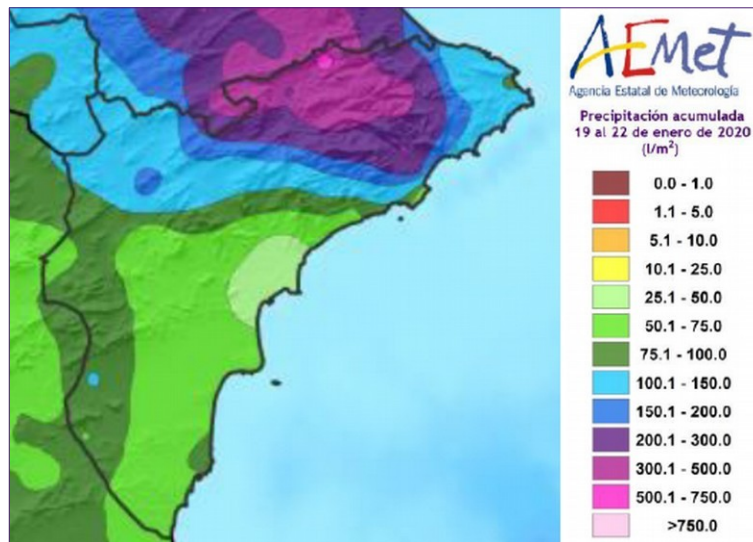 AEMet
Agencia Estatal de Meteorología
Precipitación acumulada
19 al 22 de enero de 2020
(l/m²)
0.0 - 1.0
1.1 - 5.0
5.1 - 10.0
10.1 - 25.0
25.1 - 50.0
50.1 - 75.0
75.1 - 100.0
100.1 - 150.0
150.1 - 200.0
200.1 - 300.0
300.1 - 500.0
500.1 - 750.0
>750.0